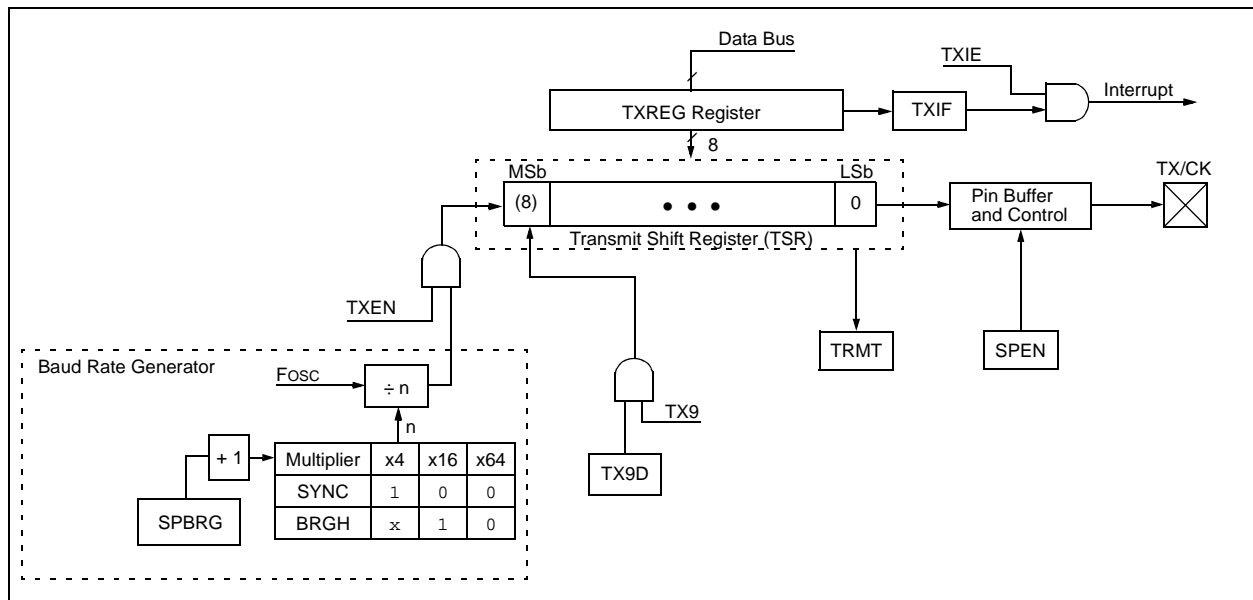 Data Bus
TXIE
Interrupt
TXREG Register
TXIF
8
MSb
LSb
TX/CK
(8)
• • •
0
Pin Buffer
and Control
Transmit Shift Register (TSR)
TXEN
TRMT
SPEN
Baud Rate Generator
FOSC
÷ n
n
TX9
+ 1
Multiplier x4 x16 x64
SYNC 1 0 0
BRGH x 1 0
TX9D
SPBRG